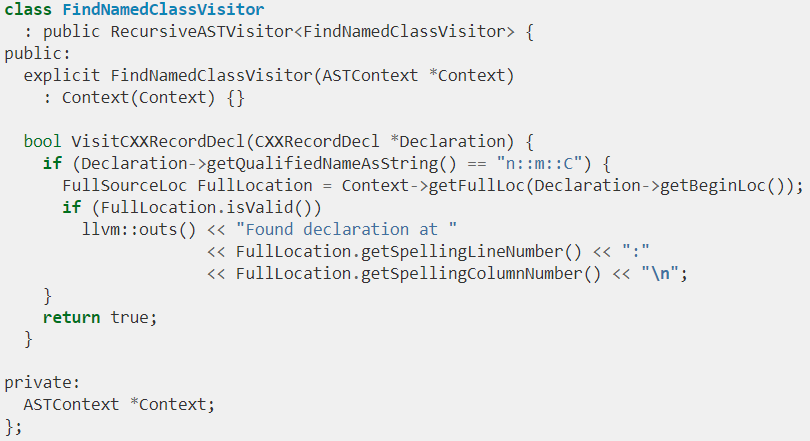 class FindNamedClassVisitor
  : public RecursiveASTVisitor<FindNamedClassVisitor> {
public:
  explicit FindNamedClassVisitor(ASTContext *Context)
    : Context(Context) {}

  bool VisitCXXRecordDecl(CXXRecordDecl *Declaration) {
    if (Declaration->getQualifiedNameAsString() == "n::m::C") {
      FullSourceLoc FullLocation = Context->getFullLoc(Declaration->getBeginLoc());
      if (FullLocation.isValid())
        llvm::outs() << "Found declaration at "
                     << FullLocation.getSpellingLineNumber() << ":"
                     << FullLocation.getSpellingColumnNumber() << "\n";
    }
    return true;
  }

private:
  ASTContext *Context;
};